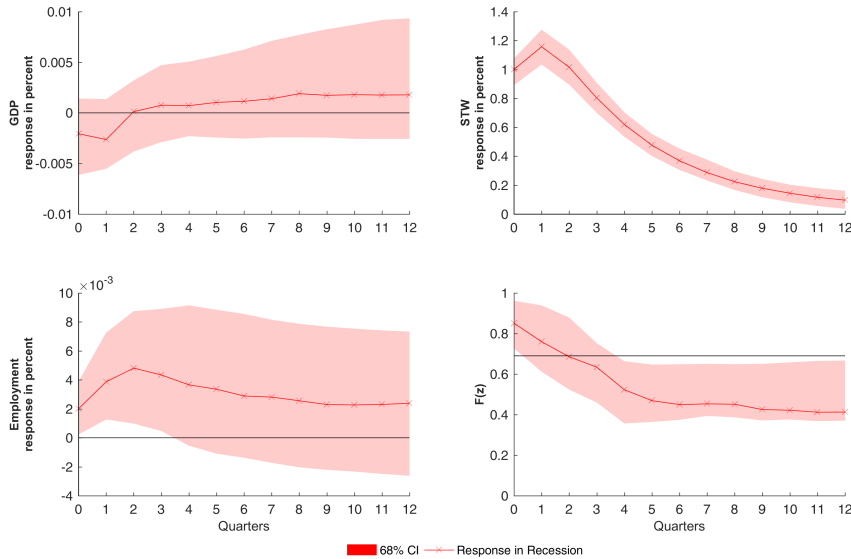 0.01
0.005
0
-0.005
-0.01
GDP
response in percent
0 1 2 3 4 5 6 7 8 9 10 11 12
1.4
1.2
1
0.8
0.6
0.4
0.2
0
STW
response in percent
0 1 2 3 4 5 6 7 8 9 10 11 12
×10⁻³
10
8
6
4
2
0
-2
-4
Employment
response in percent
0 1 2 3 4 5 6 7 8 9 10 11 12
Quarters
1
0.8
0.6
0.4
0.2
0
F(z)
0 1 2 3 4 5 6 7 8 9 10 11 12
Quarters
68% CI Response in Recession